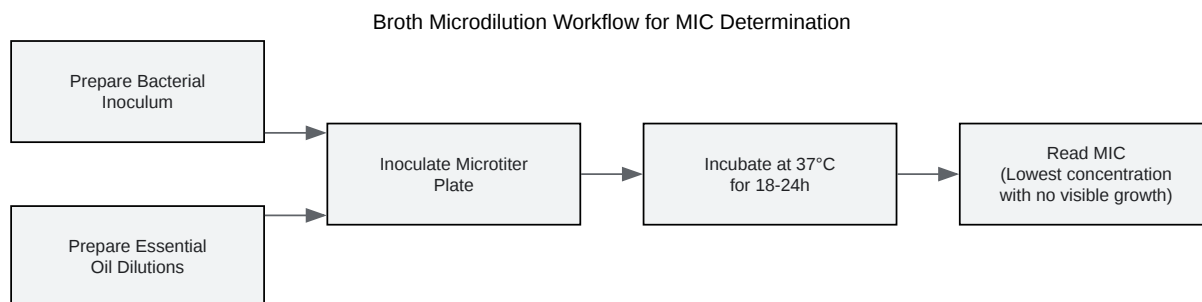 Broth Microdilution Workflow for MIC Determination
Prepare Bacterial
Inoculum
Prepare Essential
Oil Dilutions
Inoculate Microtiter
Plate
Incubate at 37°C
for 18-24h
Read MIC
(Lowest concentration
with no visible growth)